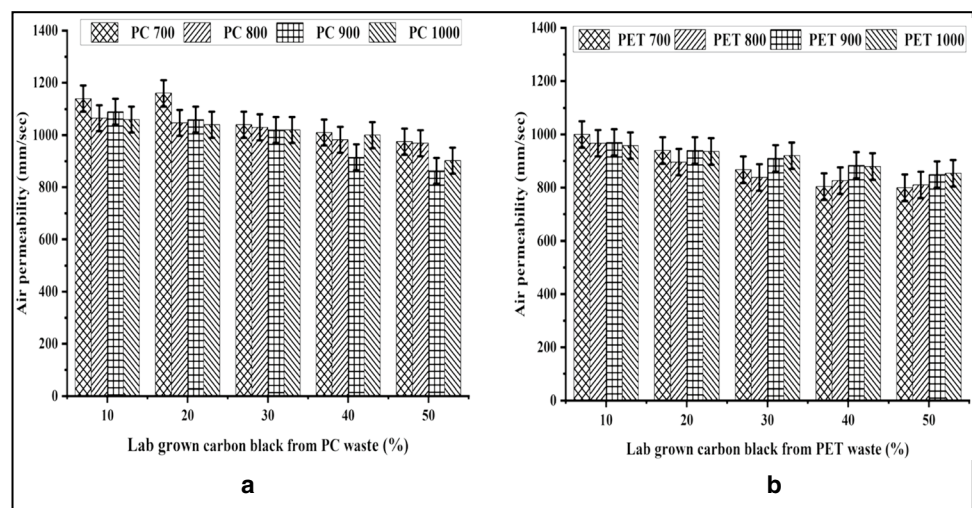 PC 700 PC 800 PC 900 PC 1000
1400
1200
1000
800
600
400
200
0
Air permeability (mm/sec)
10 20 30 40 50
Lab grown carbon black from PC waste (%)
a
PET 700 PET 800 PET 900 PET 1000
1400
1200
1000
800
600
400
200
0
Air permeability (mm/sec)
10 20 30 40 50
Lab grown carbon black from PET waste (%)
b